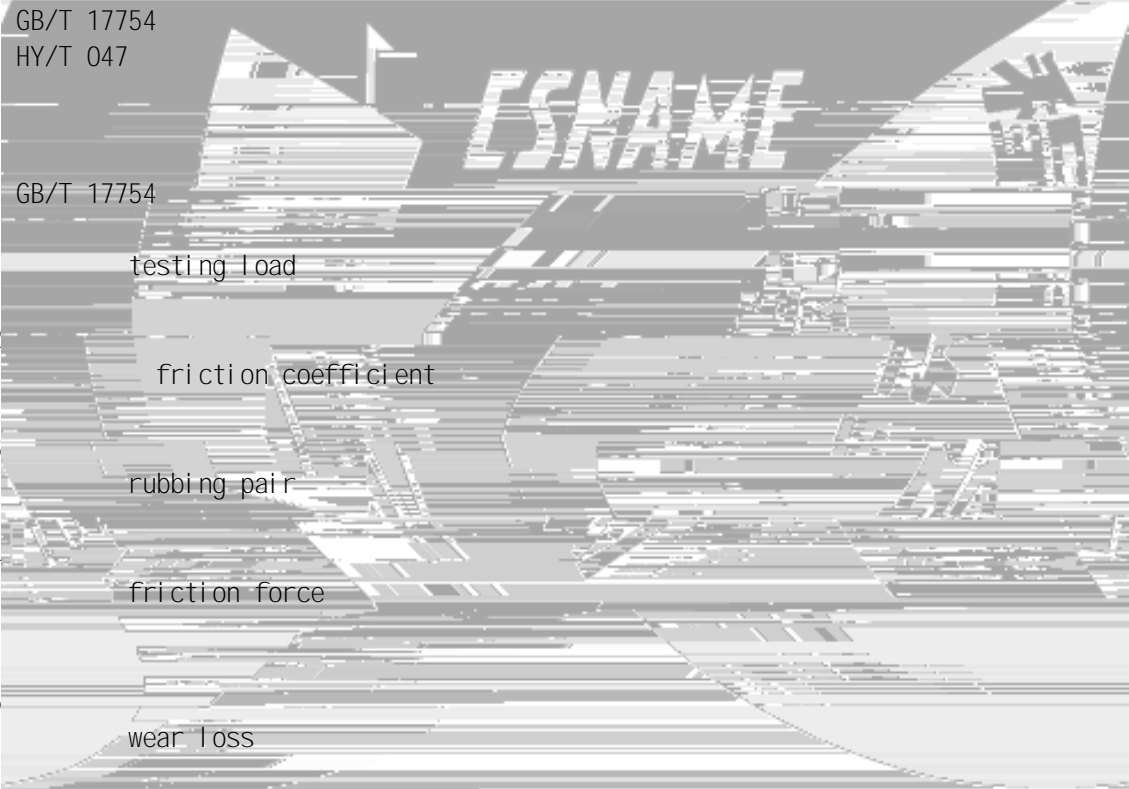 GB/T 17754
HY/T 047
CSNAME
GB/T 17754
testing load
friction coefficient
rubbing pair
friction force
wear loss